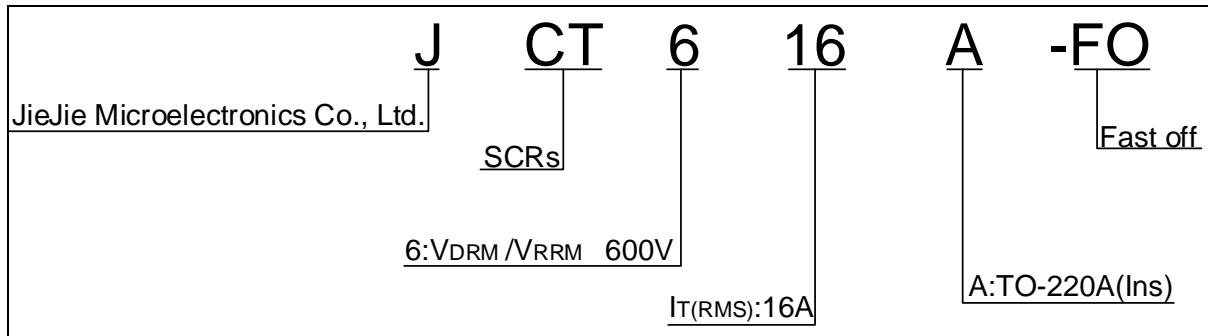 J CT 6 16 A -FO
JieJie Microelectronics Co., Ltd.
Fast off
SCRs
6:VDRM /VRRM 600V
A:TO-220A(Ins)
IT(RMS):16A